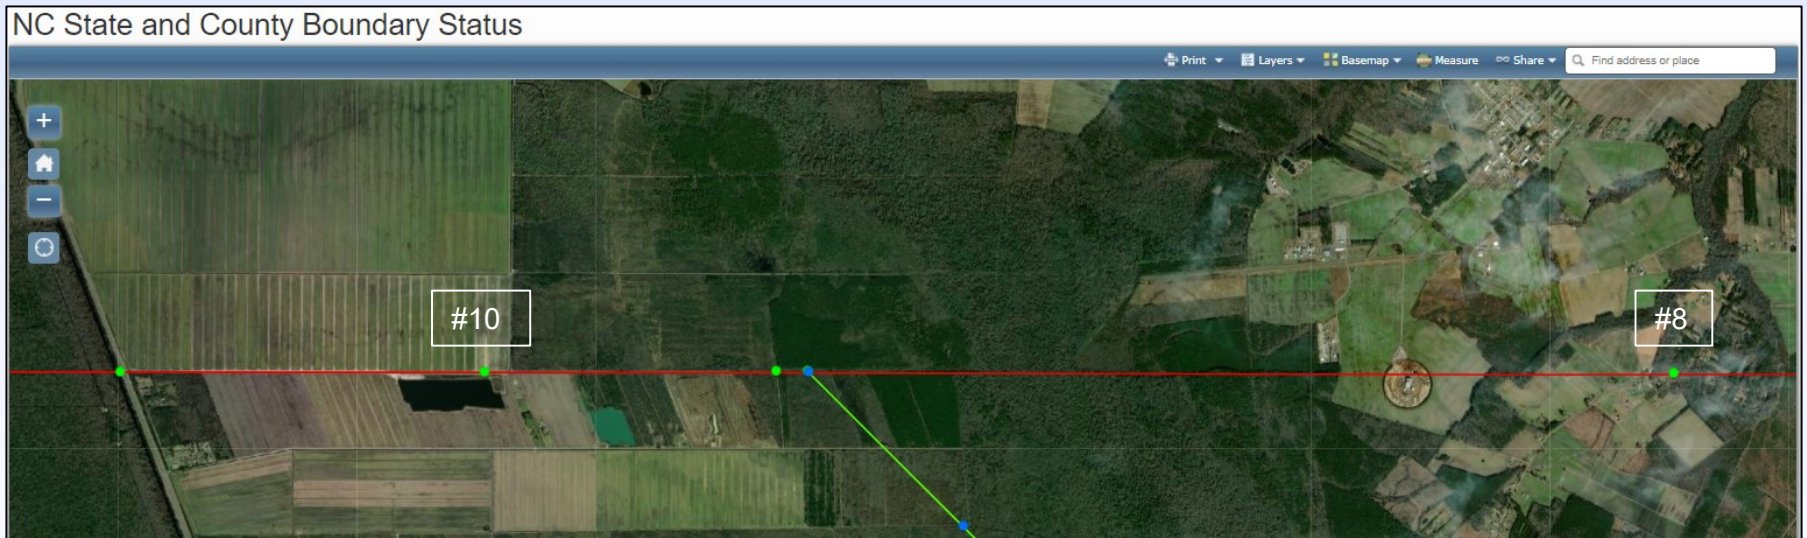 NC State and County Boundary Status
Print Layers Basemap Measure Share Find address or place
+
−
#10
#8